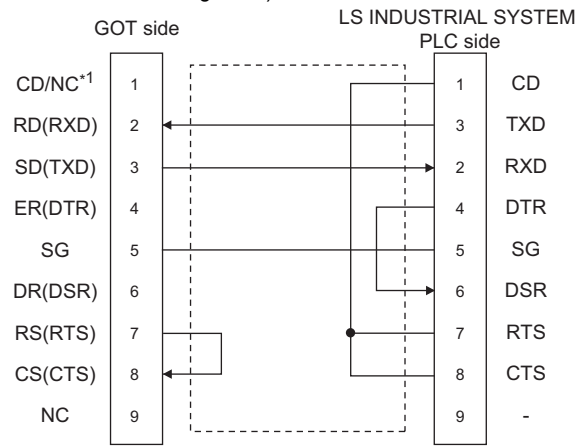 GOT side
LS INDUSTRIAL SYSTEM
PLC side
CD/NC*1 1 1 CD
RD(RXD) 2 3 TXD
SD(TXD) 3 2 RXD
ER(DTR) 4 4 DTR
SG 5 5 SG
DR(DSR) 6 6 DSR
RS(RTS) 7 7 RTS
CS(CTS) 8 8 CTS
NC 9 9 -